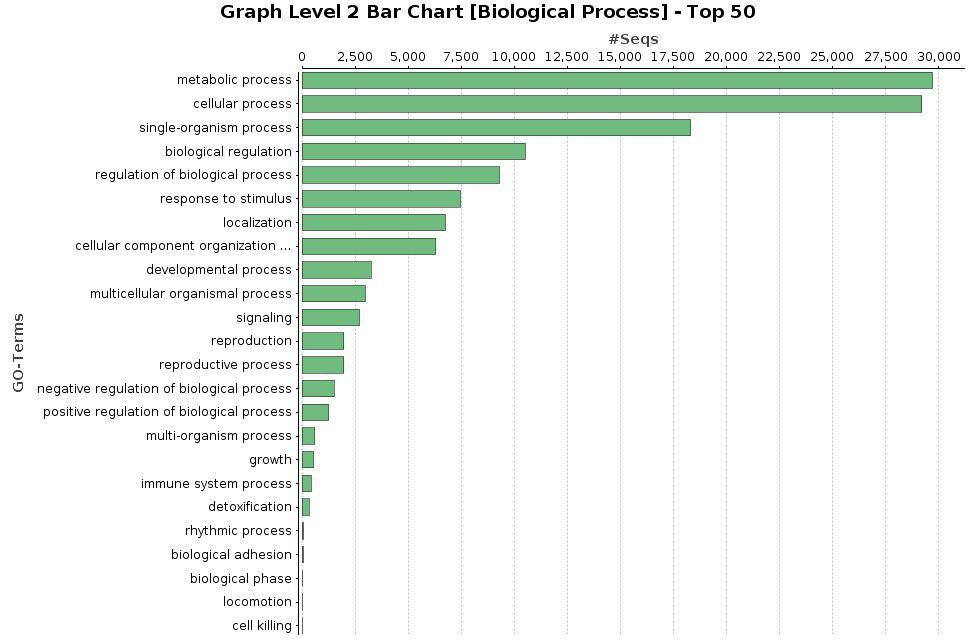 Graph Level 2 Bar Chart [Biological Process] - Top 50
#Seqs
0 2,500 5,000 7,500 10,000 12,500 15,000 17,500 20,000 22,500 25,000 27,500 30,000
metabolic process
cellular process
single-organism process
biological regulation
regulation of biological process
response to stimulus
localization
cellular component organization ...
developmental process
multicellular organismal process
signaling
reproduction
reproductive process
negative regulation of biological process
positive regulation of biological process
multi-organism process
growth
immune system process
detoxification
rhythmic process
biological adhesion
biological phase
locomotion
cell killing
GO-Terms